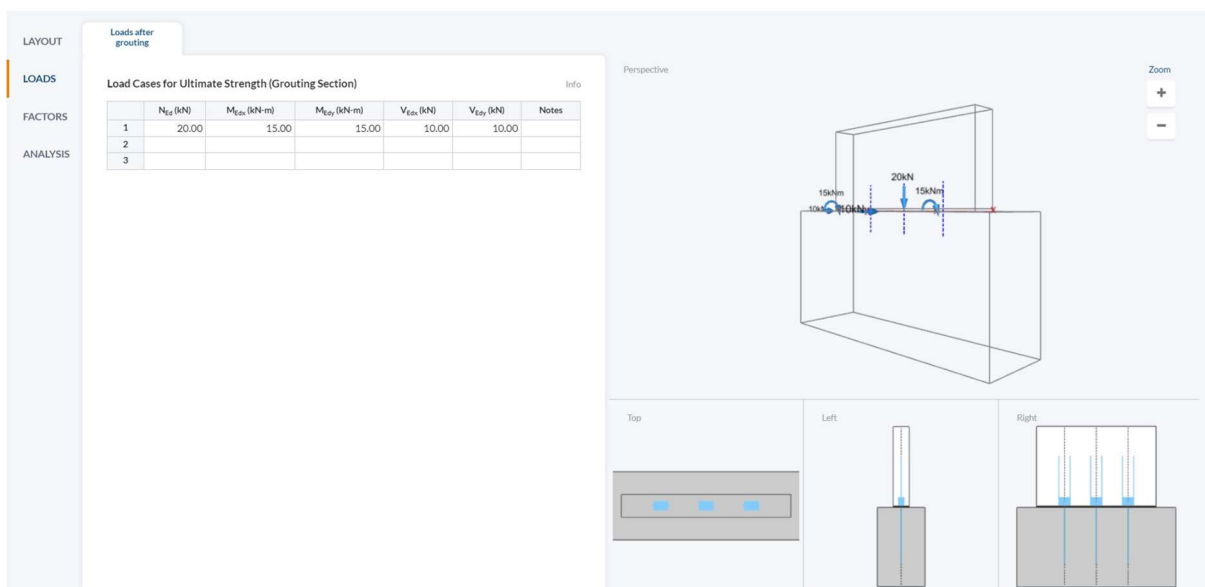 LAYOUT
LOADS
FACTORS
ANALYSIS
Loads after
grouting
Load Cases for Ultimate Strength (Grouting Section)
Info
NEd (kN) MEdx (kN-m) MEdy (kN-m) VEdx (kN) VEdy (kN) Notes
1 20.00 15.00 15.00 10.00 10.00
2
3
Perspective
Zoom
+
−
20kN
15kNm 15kNm
10kN
X
Top
Left
Right